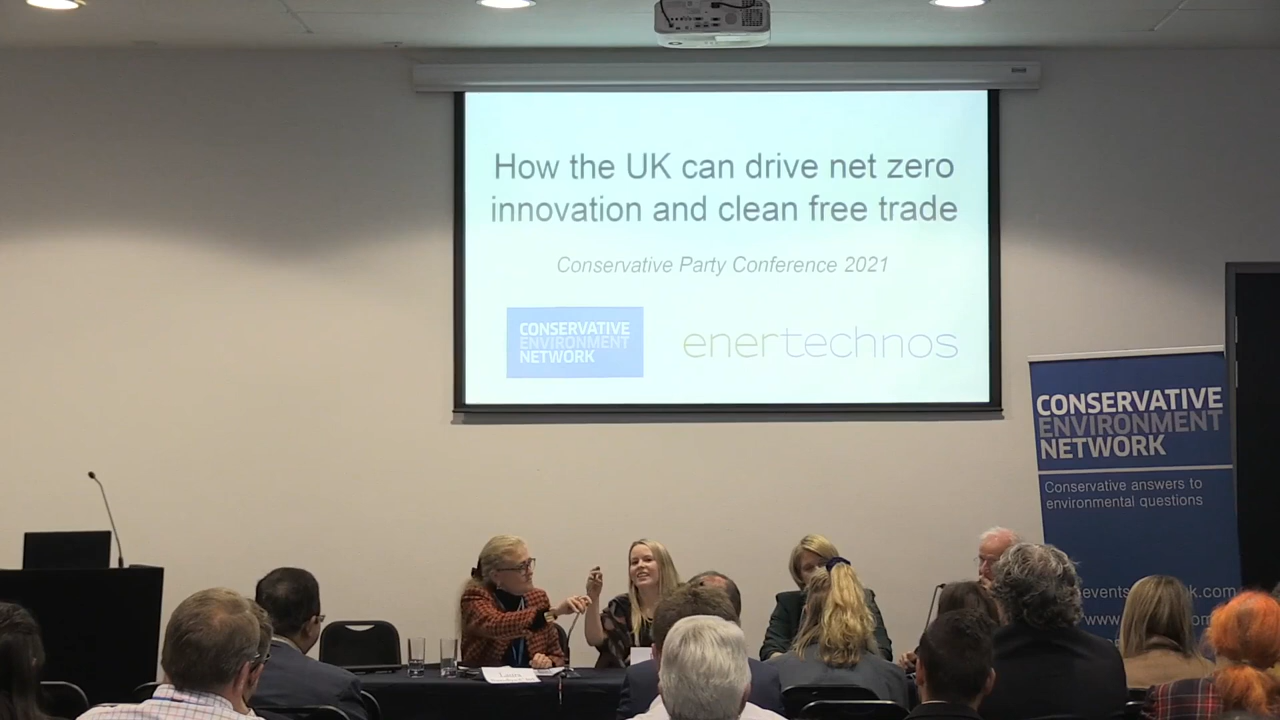 How the UK can drive net zero
innovation and clean free trade
Conservative Party Conference 2021
CONSERVATIVE
ENVIRONMENT
NETWORK
enertechnos
CONSERVATIVE
ENVIRONMENT
NETWORK
Conservative answers to
environmental questions